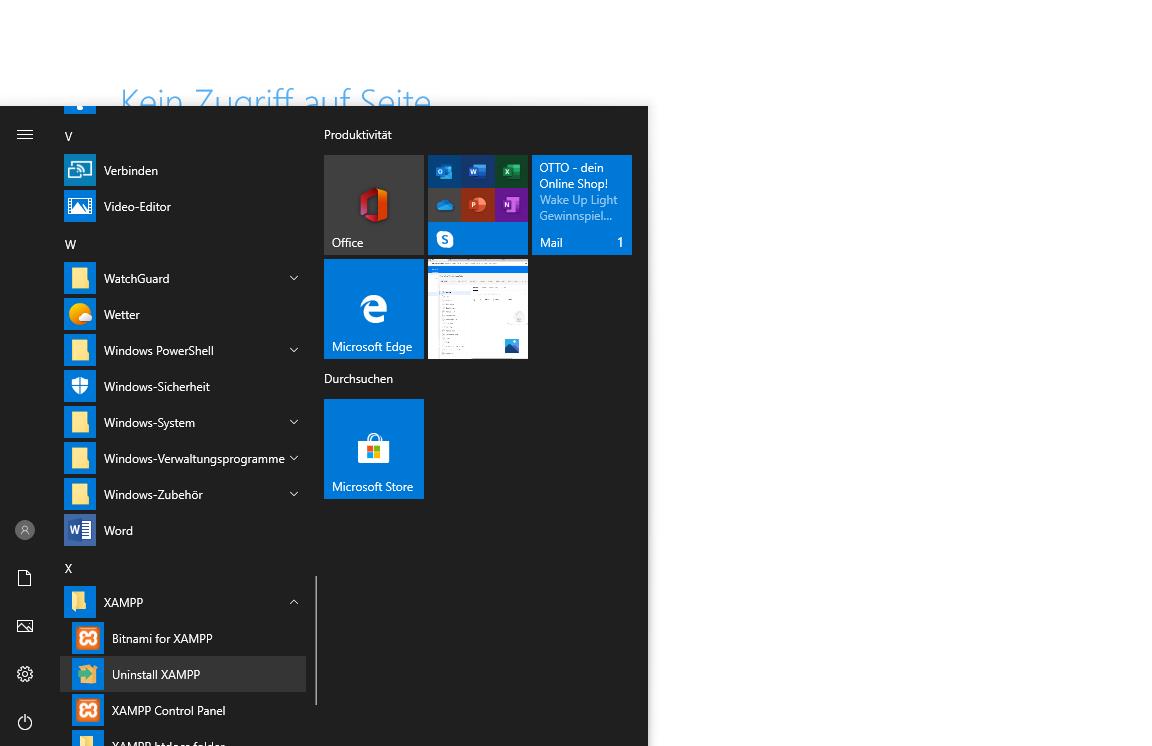 Kein Zugriff auf Seite
V
Verbinden
Video-Editor
W
WatchGuard
Wetter
Windows PowerShell
Windows-Sicherheit
Windows-System
Windows-Verwaltungsprogramme
Windows-Zubehör
Word
X
XAMPP
Bitnami for XAMPP
Uninstall XAMPP
XAMPP Control Panel
XAMPP htdocs folder
Produktivität
Office
OTTO - dein
Online Shop!
Wake Up Light
Gewinnspiel...
Mail 1
Microsoft Edge
Durchsuchen
Microsoft Store